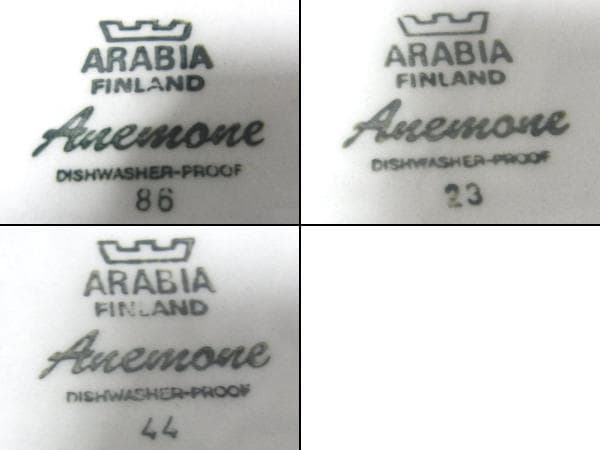 ARABIA
FINLAND
Anemone
DISHWASHER-PROOF
86
ARABIA
FINLAND
Anemone
DISHWASHER-PROOF
23
ARABIA
FINLAND
Anemone
DISHWASHER-PROOF
44